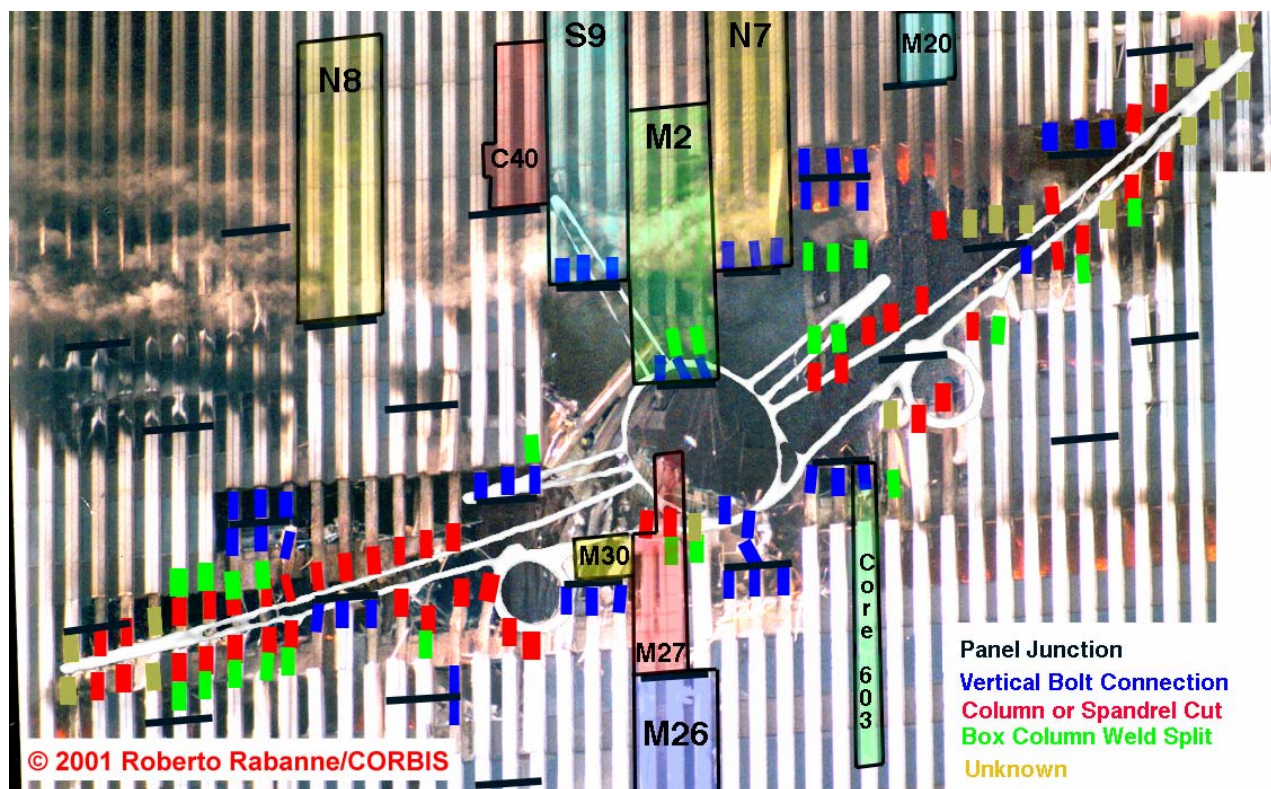 S9
N7
M20
N8
M2
C40
M30
Core 603
M27
M26
Panel Junction
Vertical Bolt Connection
Column or Spandrel Cut
Box Column Weld Split
Unknown
© 2001 Roberto Rabanne/CORBIS